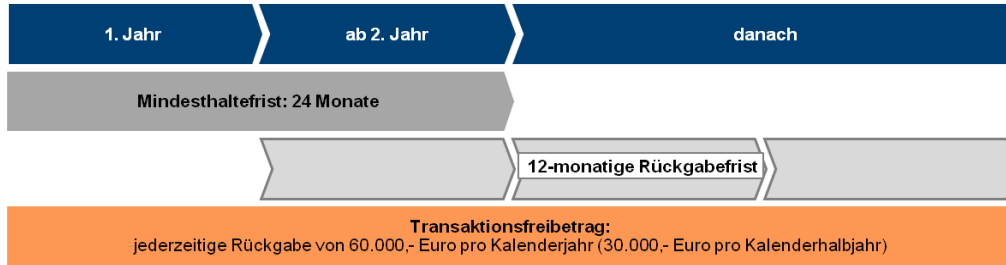 1. Jahr
ab 2. Jahr
danach
Mindesthaltefrist: 24 Monate
12-monatige Rückgabefrist
Transaktionsfreibetrag:
jederzeitige Rückgabe von 60.000,- Euro pro Kalenderjahr (30.000,- Euro pro Kalenderhalbjahr)